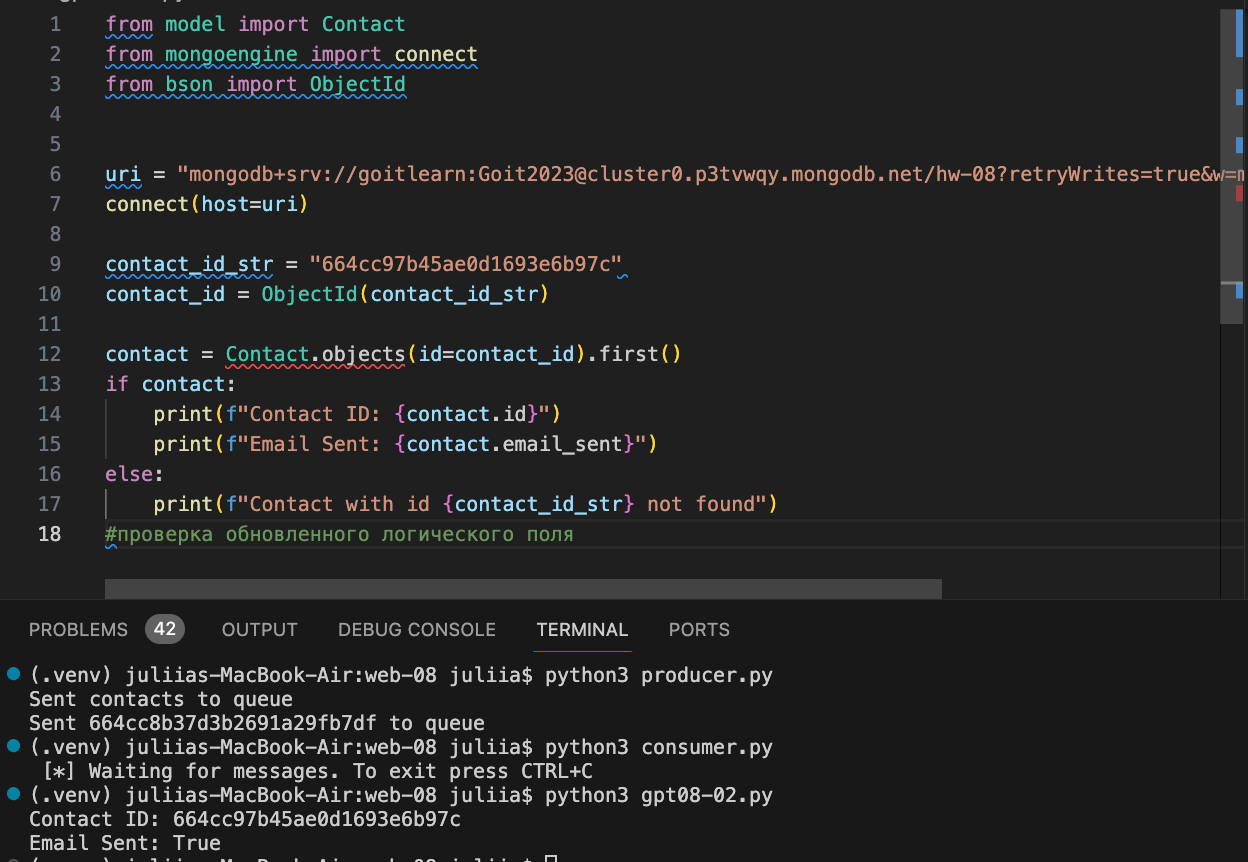 1 from model import Contact
2 from mongoengine import connect
3 from bson import ObjectId
4
5
6 uri = "mongodb+srv://goitlearn:Goit2023@cluster0.p3tvwqy.mongodb.net/hw-08?retryWrites=true&w=m
7 connect(host=uri)
8
9 contact_id_str = "664cc97b45ae0d1693e6b97c"
10 contact_id = ObjectId(contact_id_str)
11
12 contact = Contact.objects(id=contact_id).first()
13 if contact:
14 print(f"Contact ID: {contact.id}")
15 print(f"Email Sent: {contact.email_sent}")
16 else:
17 print(f"Contact with id {contact_id_str} not found")
18 #проверка обновленного логического поля
PROBLEMS 42 OUTPUT DEBUG CONSOLE TERMINAL PORTS
(.venv) juliias-MacBook-Air:web-08 juliia$ python3 producer.py
Sent contacts to queue
Sent 664cc8b37d3b2691a29fb7df to queue
(.venv) juliias-MacBook-Air:web-08 juliia$ python3 consumer.py
[*] Waiting for messages. To exit press CTRL+C
(.venv) juliias-MacBook-Air:web-08 juliia$ python3 gpt08-02.py
Contact ID: 664cc97b45ae0d1693e6b97c
Email Sent: True
(.venv) juliias-MacBook-Air:web-08 juliia$